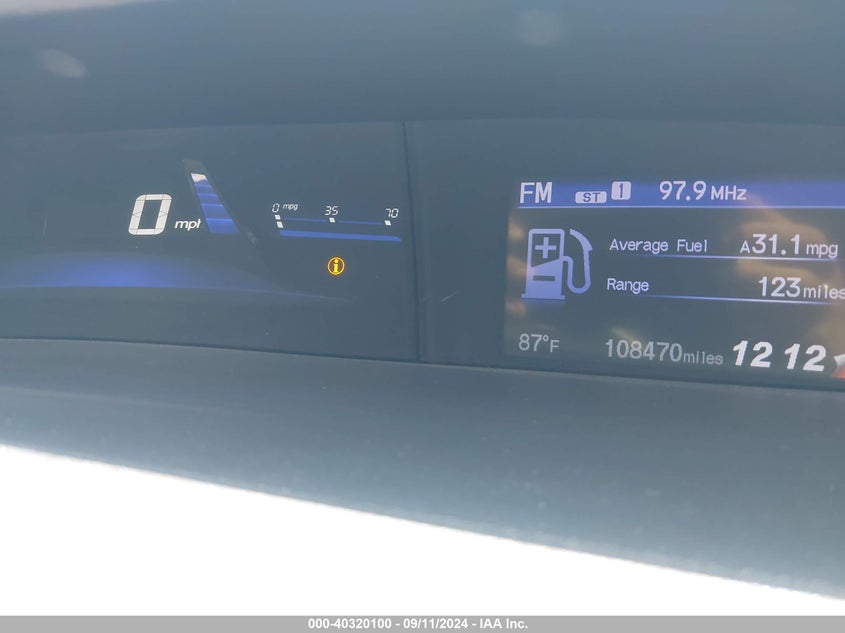 0 mph
0 mpg 35 70
i
FM ST 1 97.9 MHz
Average Fuel A31.1 mpg
Range 123 miles
87°F 108470 miles 12 12
000-40320100 - 09/11/2024 - IAA Inc.